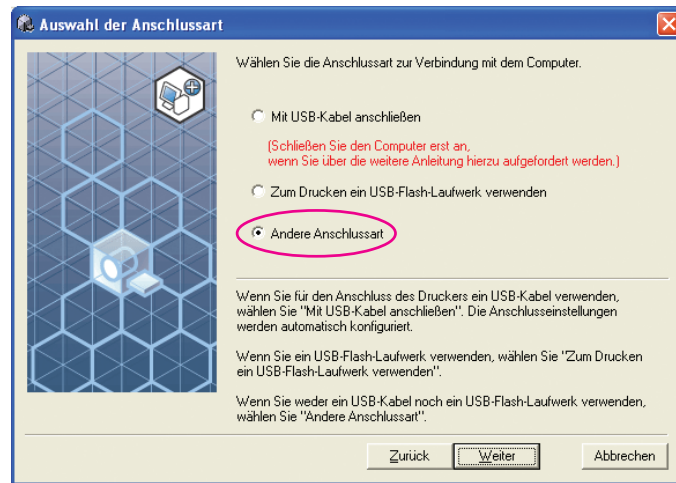 Auswahl der Anschlussart
Wählen Sie die Anschlussart zur Verbindung mit dem Computer.
Mit USB-Kabel anschließen
(Schließen Sie den Computer erst an,
wenn Sie über die weitere Anleitung hierzu aufgefordert werden.)
Zum Drucken ein USB-Flash-Laufwerk verwenden
Andere Anschlussart
Wenn Sie für den Anschluss des Druckers ein USB-Kabel verwenden,
wählen Sie "Mit USB-Kabel anschließen". Die Anschlusseinstellungen
werden automatisch konfiguriert.
Wenn Sie ein USB-Flash-Laufwerk verwenden, wählen Sie "Zum Drucken
ein USB-Flash-Laufwerk verwenden".
Wenn Sie weder ein USB-Kabel noch ein USB-Flash-Laufwerk verwenden,
wählen Sie "Andere Anschlussart".
Zurück Weiter Abbrechen